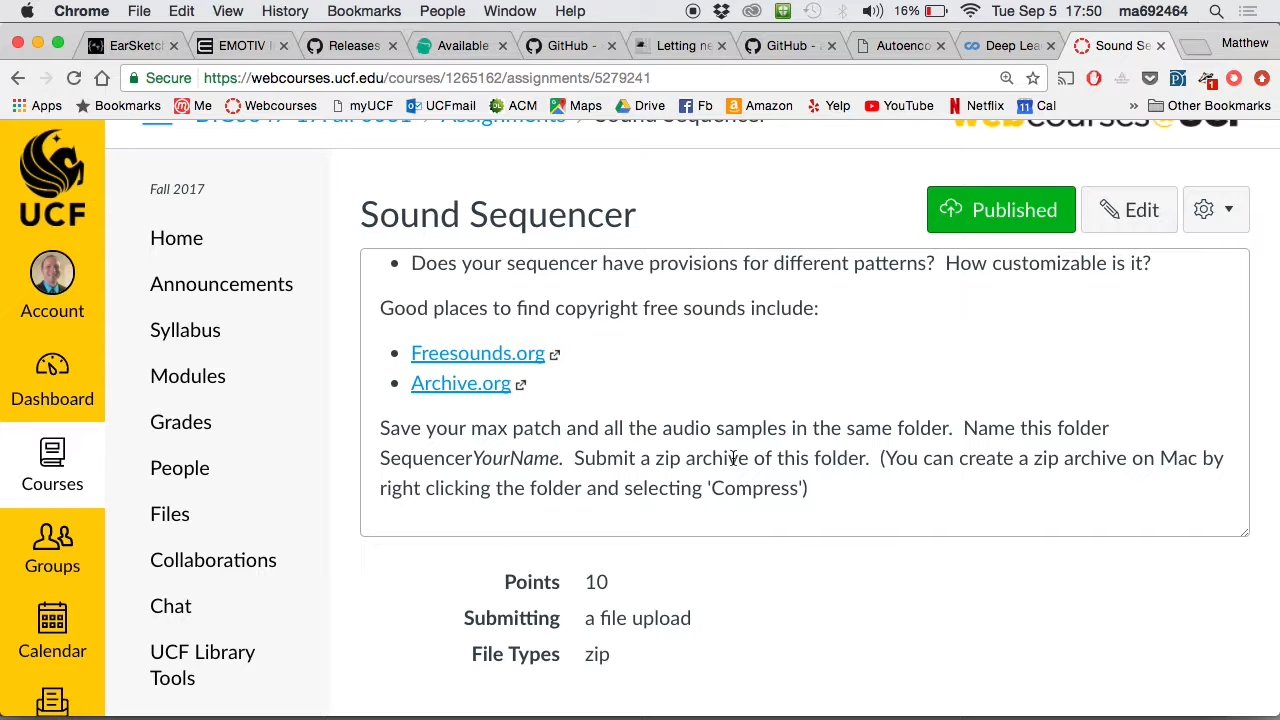 Chrome File Edit View History Bookmarks People Window Help 16% Tue Sep 5 17:50 ma692464
EarSketch EMOTIV I Releases Available GitHub - Letting ne GitHub - Autoenco Deep Lea Sound Se Matthew
Secure https://webcourses.ucf.edu/courses/1265162/assignments/5279241
Apps Bookmarks Me Webcourses myUCF UCFmail ACM Maps Drive Fb Amazon Yelp YouTube Netflix Cal » Other Bookmarks
Assignments Sound Sequencer
webcourses@UCF
UCF
Account
Dashboard
Courses
Groups
Calendar
Fall 2017
Home
Announcements
Syllabus
Modules
Grades
People
Files
Collaborations
Chat
UCF Library
Tools
Sound Sequencer
Published Edit
• Does your sequencer have provisions for different patterns? How customizable is it?
Good places to find copyright free sounds include:
• Freesounds.org
• Archive.org
Save your max patch and all the audio samples in the same folder. Name this folder
SequencerYourName. Submit a zip archive of this folder. (You can create a zip archive on Mac by
right clicking the folder and selecting 'Compress')
Points 10
Submitting a file upload
File Types zip